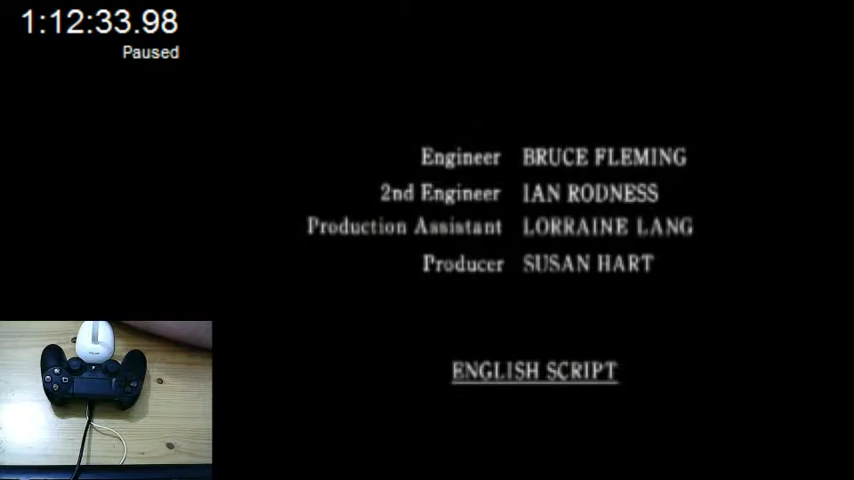 1:12:33.98
Paused
Engineer BRUCE FLEMING
2nd Engineer IAN RODNESS
Production Assistant LORRAINE LANG
Producer SUSAN HART
ENGLISH SCRIPT